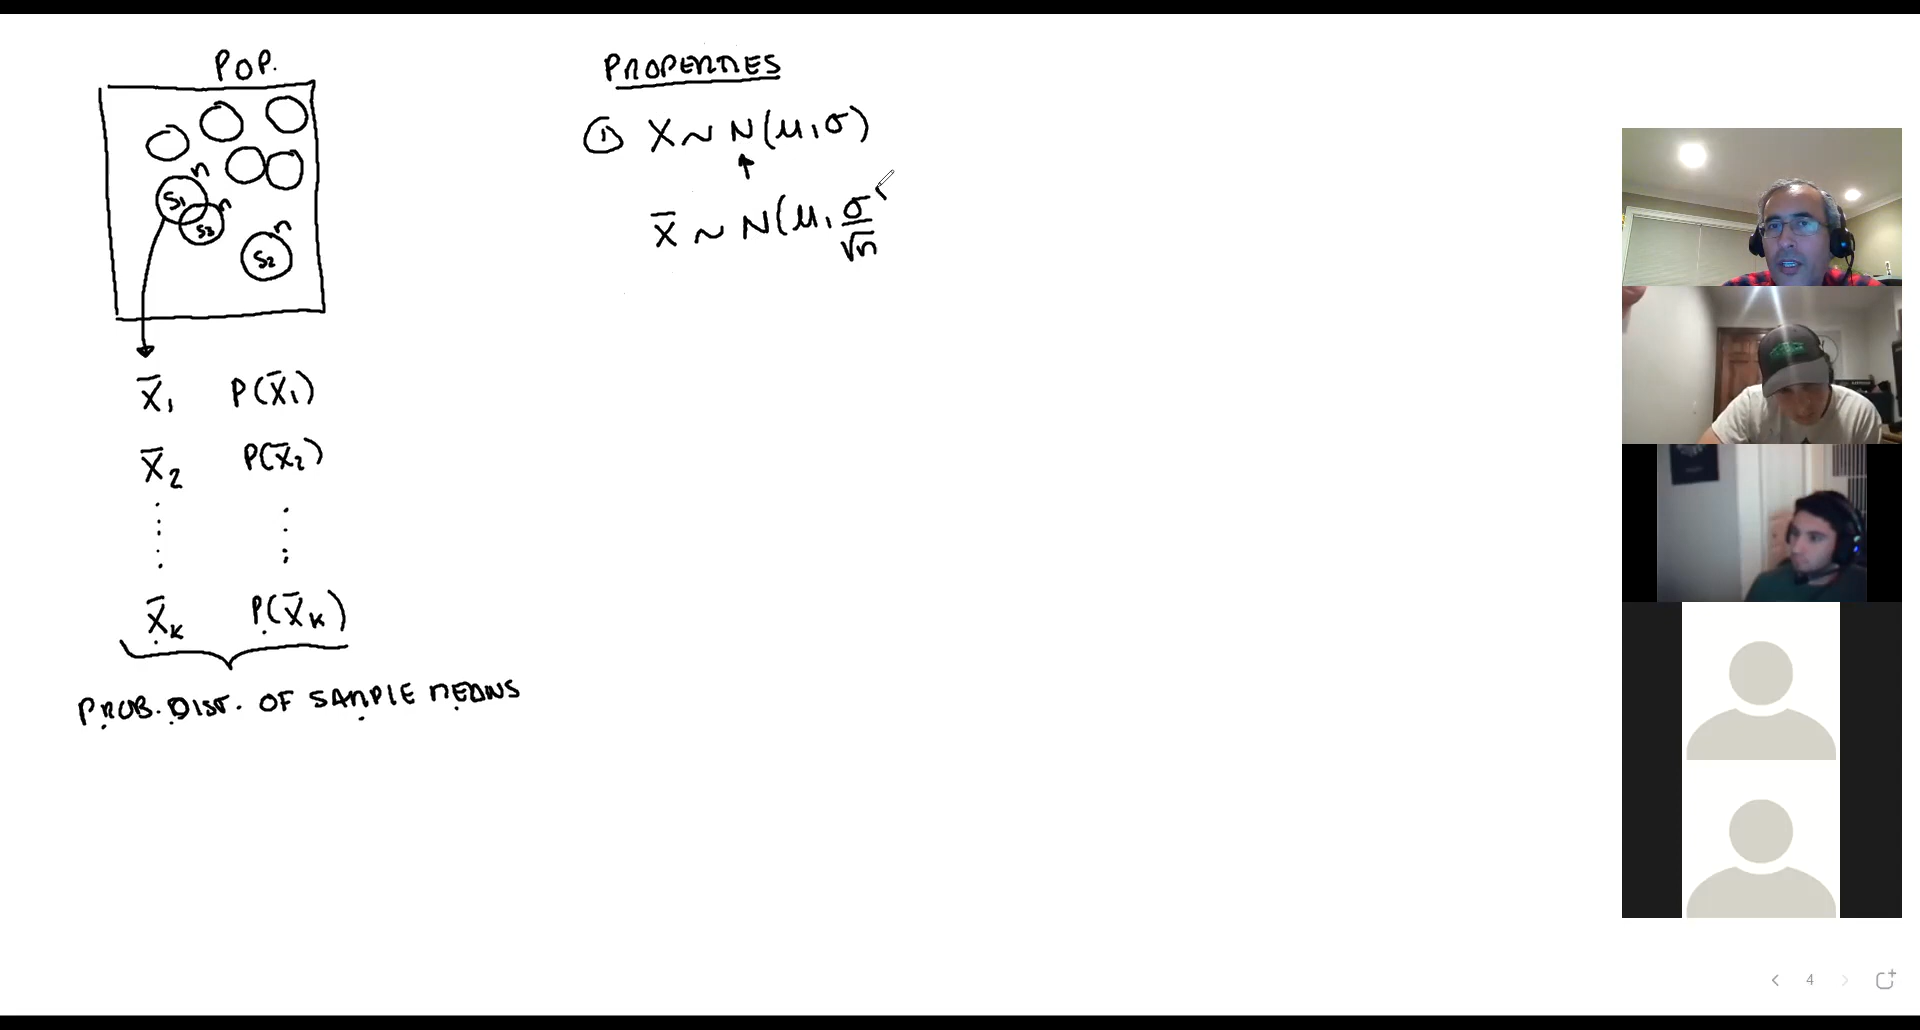 POP.
n
S1
n
S3
n
S2
X̄1 P(X̄1)
X̄2 P(X̄2)
⋮ ⋮
X̄K P(X̄K)
PROB. DIST. OF SAMPLE MEANS
PROPERTIES
① X ~ N(μ, σ)
↑
X̄ ~ N(μ, σ/√n
4